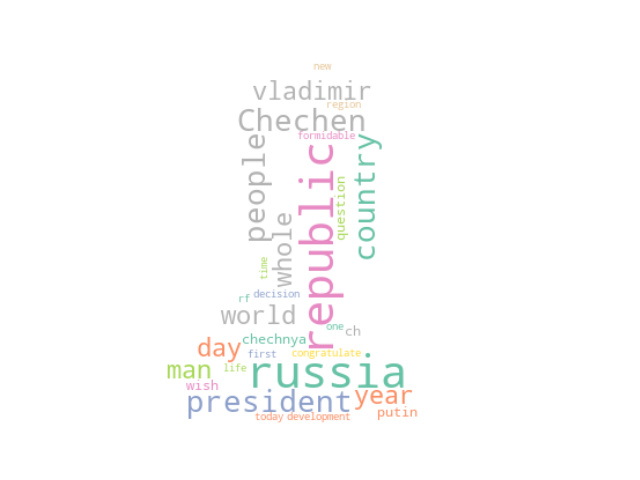 new
vladimir
region
Chechen
formidable
people
republic
country
question
whole
time
decision
rf
world
one
ch
chechnya
day
first
congratulate
russia
man
life
wish
president
year
putin
today
development